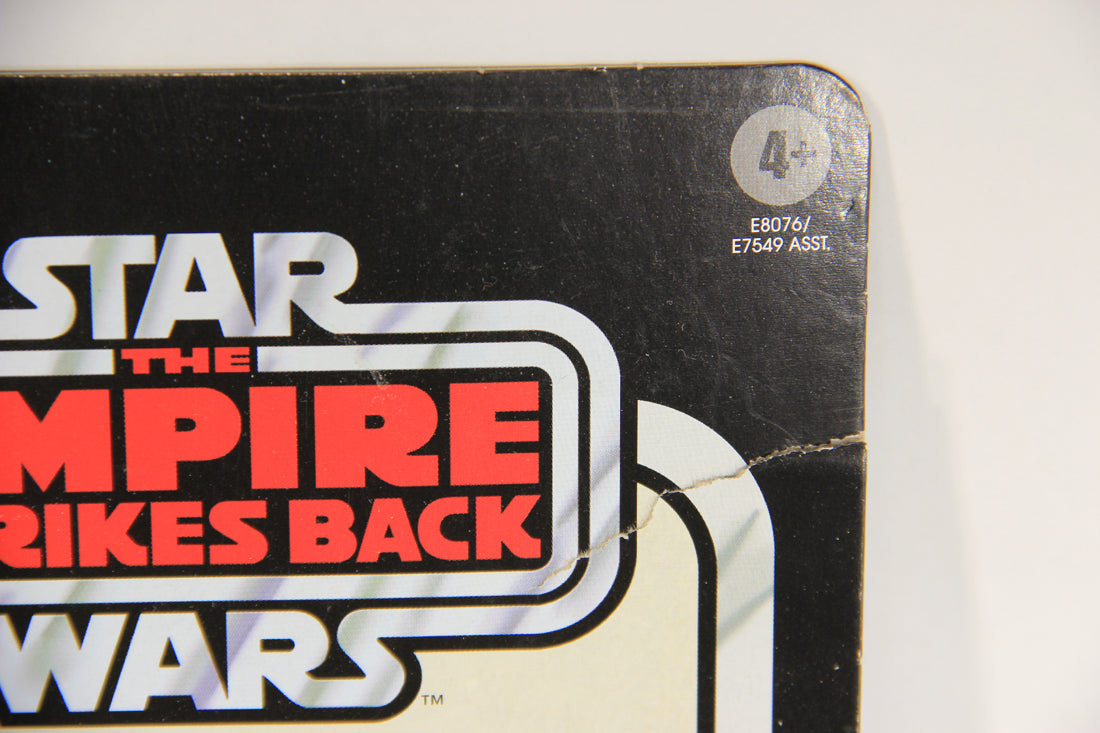 4+
E8076/
E7549 ASST.
STAR
THE
MPIRE
RIKES BACK
WARS
™